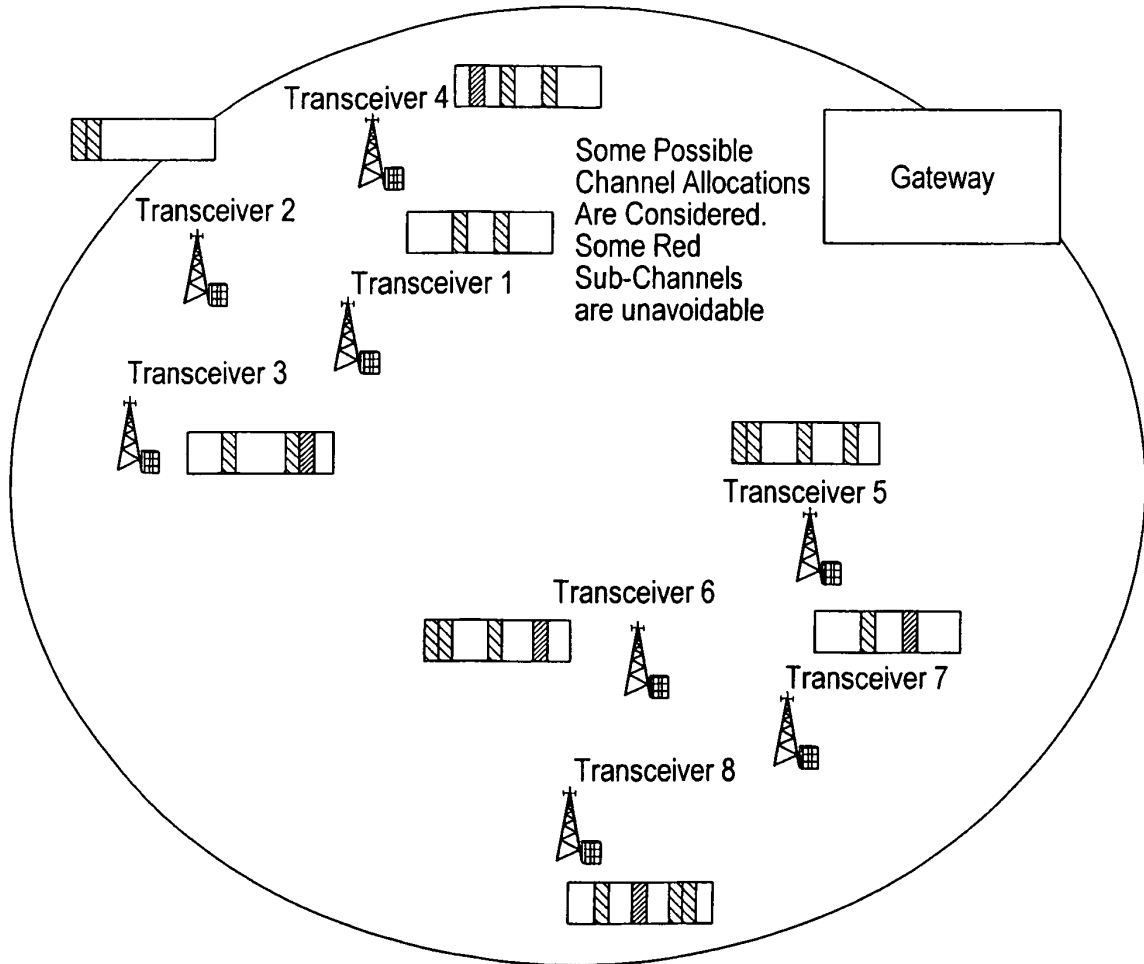 Transceiver 4
Some Possible
Channel Allocations
Are Considered.
Some Red
Sub-Channels
are unavoidable
Gateway
Transceiver 2
Transceiver 1
Transceiver 3
Transceiver 5
Transceiver 6
Transceiver 7
Transceiver 8